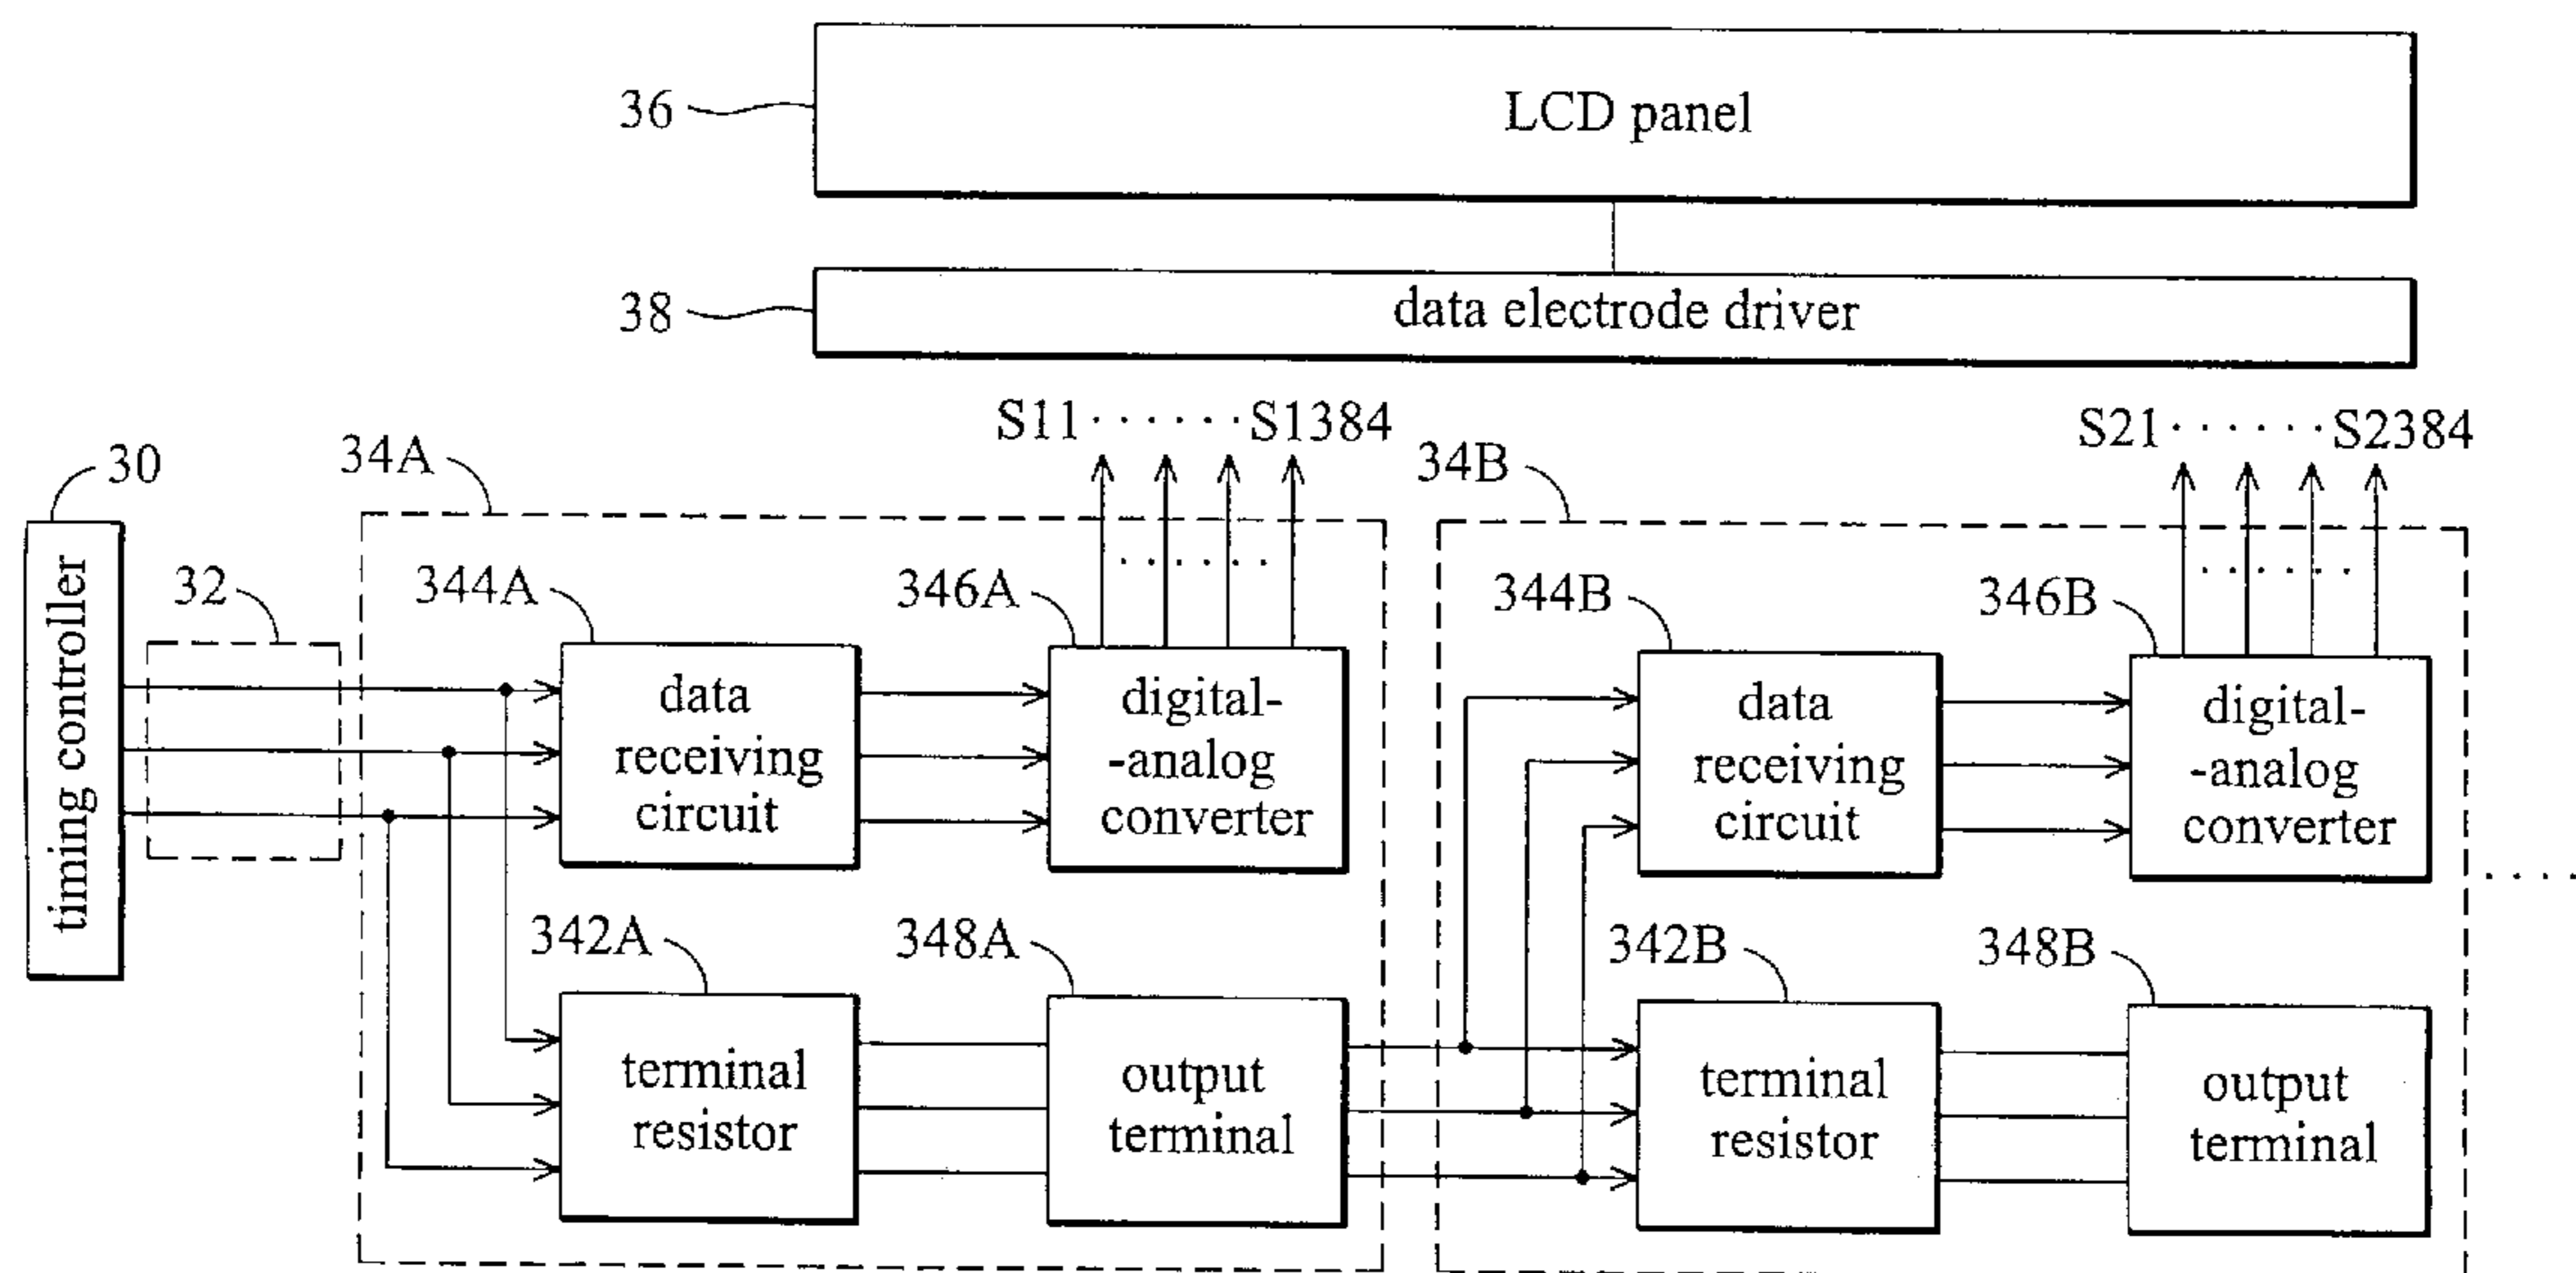 36
LCD panel
38
data electrode driver
S11······S1384
S21······S2384
30
34A
34B
timing controller
32
344A
346A
344B
346B
······
······
data
receiving
circuit
digital-
-analog
converter
data
receiving
circuit
digital-
-analog
converter
····
342A
348A
342B
348B
terminal
resistor
output
terminal
terminal
resistor
output
terminal